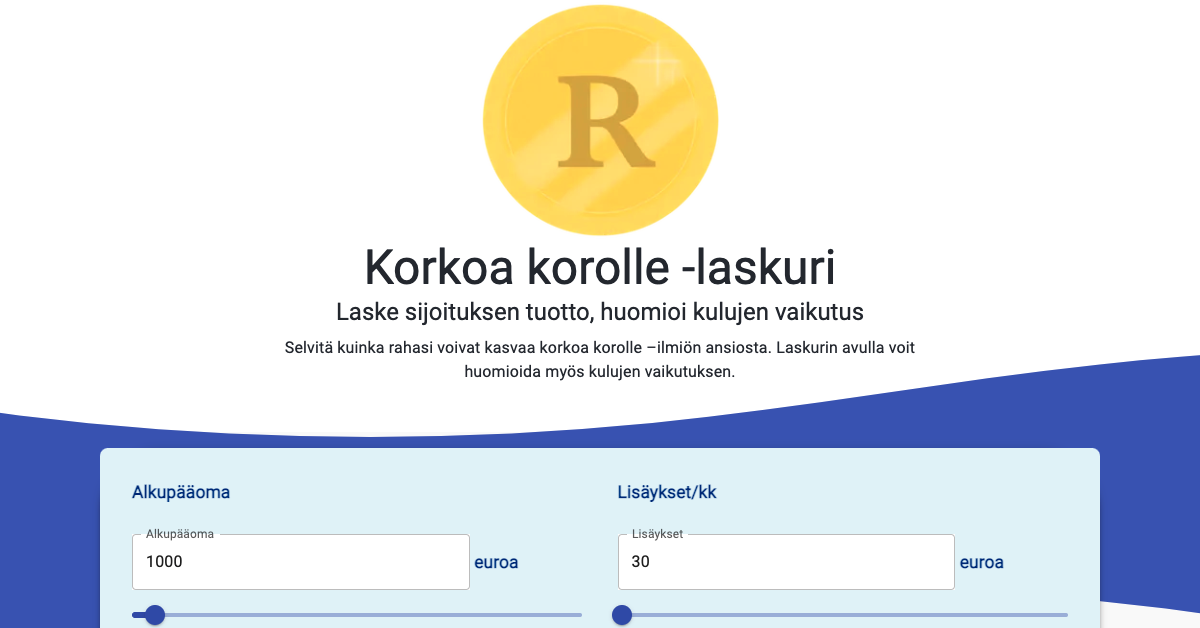 R
Korkoa korolle -laskuri
Laske sijoituksen tuotto, huomioi kulujen vaikutus
Selvitä kuinka rahasi voivat kasvaa korkoa korolle –ilmiön ansiosta. Laskurin avulla voit
huomioida myös kulujen vaikutuksen.
Alkupääoma
Lisäykset/kk
Alkupääoma
Lisäykset
1000 euroa
30 euroa